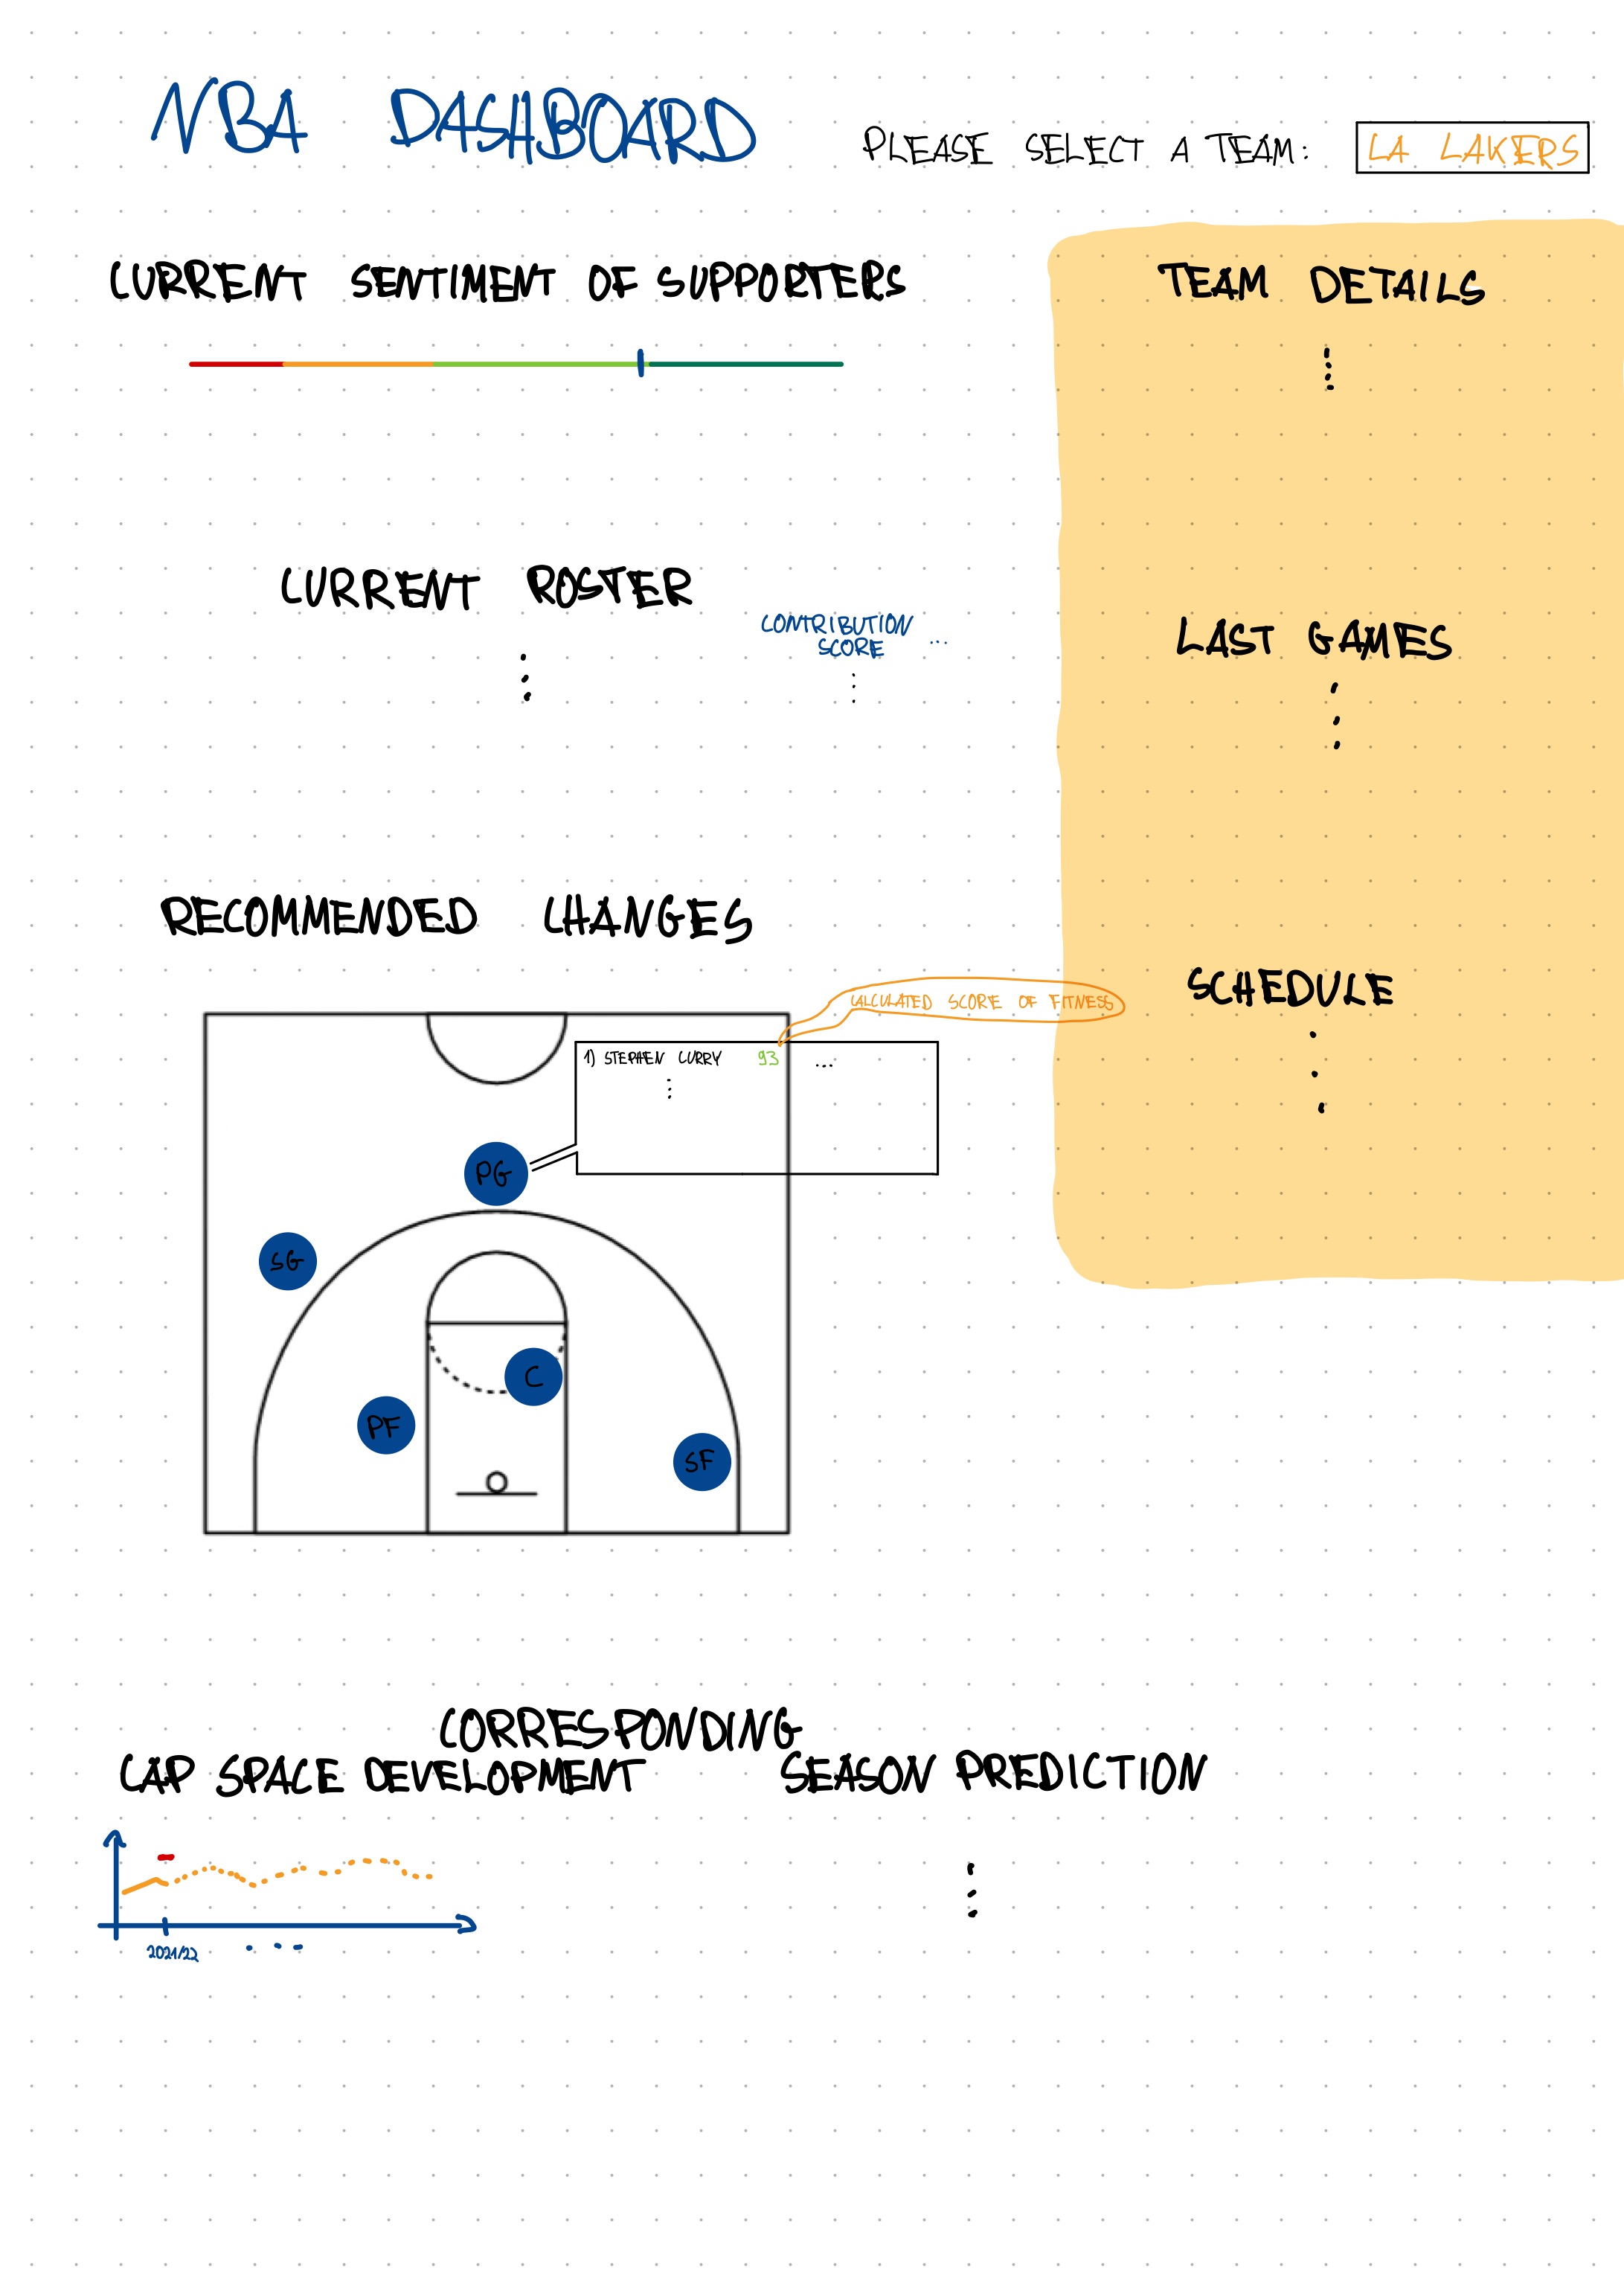 NBA DASHBOARD
PLEASE SELECT A TEAM: LA LAKERS
CURRENT SENTIMENT OF SUPPORTERS
TEAM DETAILS
CURRENT ROSTER
CONTRIBUTION
SCORE ...
LAST GAMES
RECOMMENDED CHANGES
SCHEDULE
CALCULATED SCORE OF FITNESS
1) STEPHEN CURRY 93 ...
PG
SG
C
PF
SF
CORRESPONDING
CAP SPACE DEVELOPMENT
SEASON PREDICTION
2021/22 ...